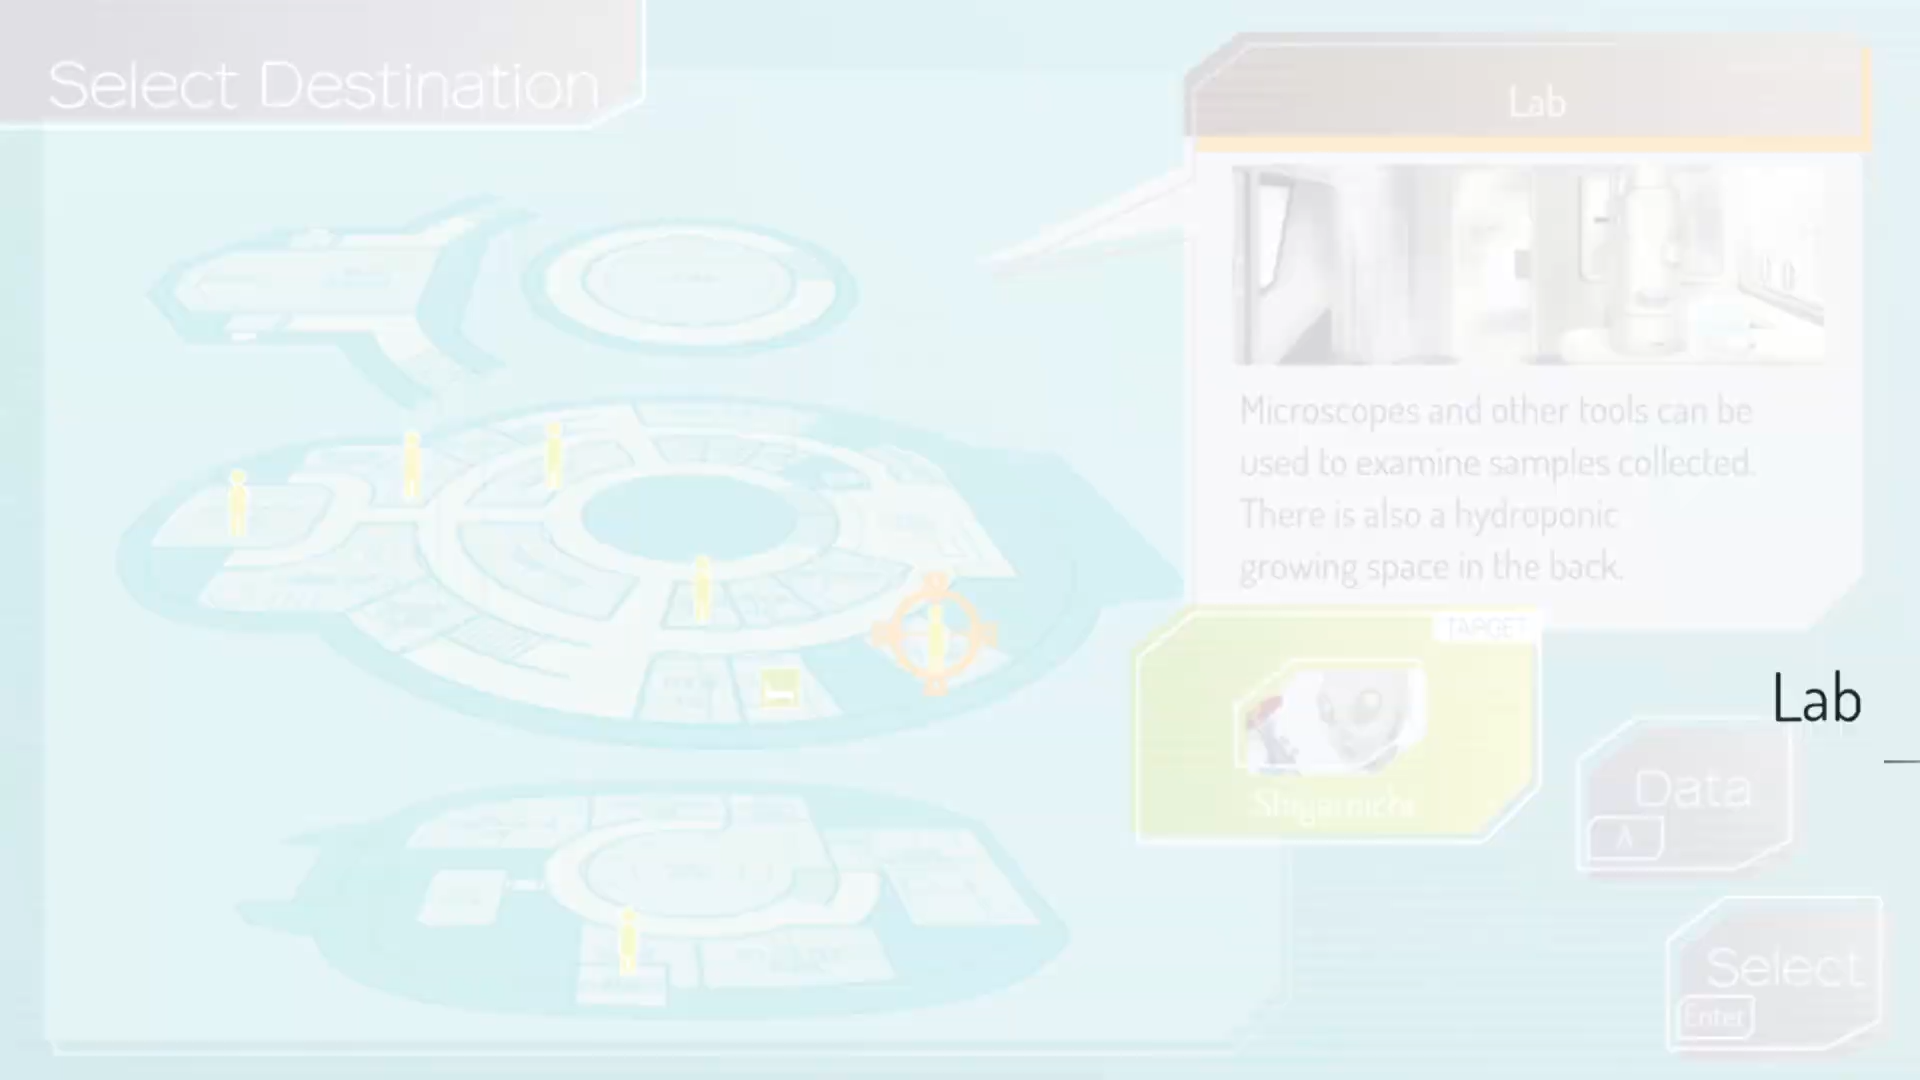 Select Destination
Lab
Microscopes and other tools can be
used to examine samples collected.
There is also a hydroponic
growing space in the back.
TARGET
Shigemichi
Lab
Data
A
Select
Enter